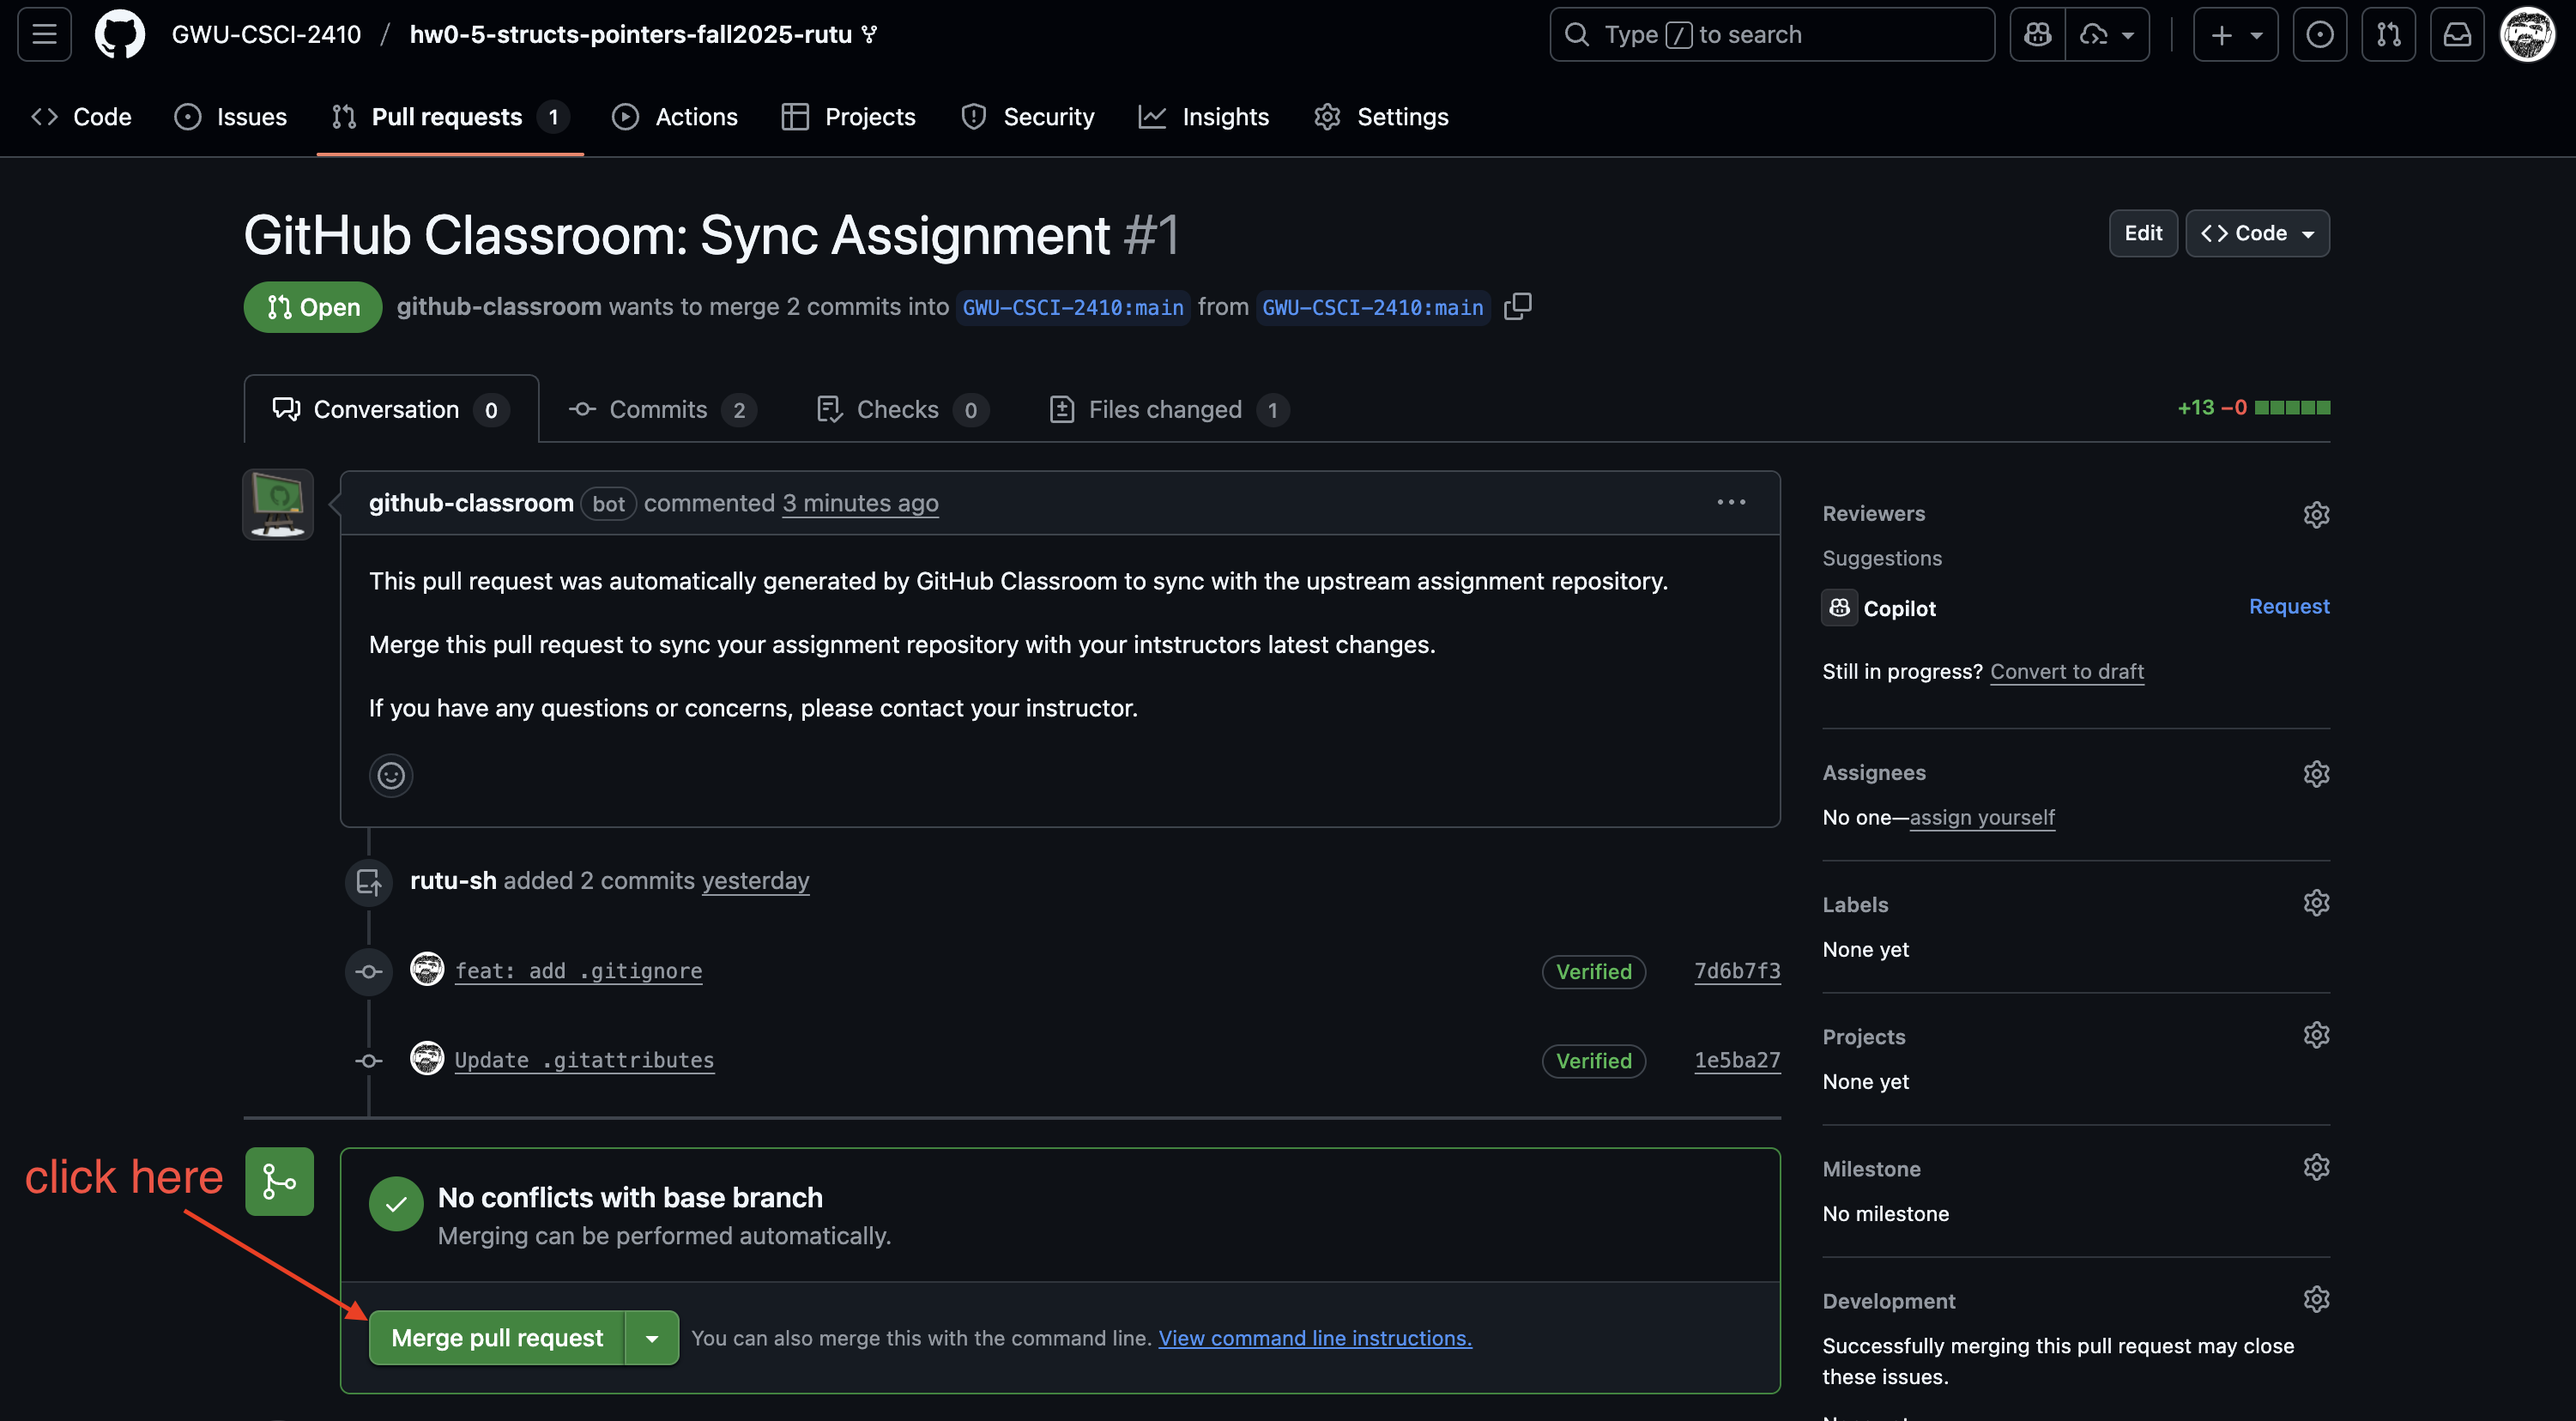 GWU-CSCI-2410 / hw0-5-structs-pointers-fall2025-rutu
Type / to search
Code
Issues
Pull requests 1
Actions
Projects
Security
Insights
Settings
GitHub Classroom: Sync Assignment #1
Edit
Code
Open
github-classroom wants to merge 2 commits into GWU-CSCI-2410:main from GWU-CSCI-2410:main
Conversation 0
Commits 2
Checks 0
Files changed 1
+13 −0
github-classroom bot commented 3 minutes ago
This pull request was automatically generated by GitHub Classroom to sync with the upstream assignment repository.
Merge this pull request to sync your assignment repository with your intstructors latest changes.
If you have any questions or concerns, please contact your instructor.
rutu-sh added 2 commits yesterday
feat: add .gitignore Verified 7d6b7f3
Update .gitattributes Verified 1e5ba27
click here
No conflicts with base branch
Merging can be performed automatically.
Merge pull request
You can also merge this with the command line. View command line instructions.
Reviewers
Suggestions
Copilot Request
Still in progress? Convert to draft
Assignees
No one—assign yourself
Labels
None yet
Projects
None yet
Milestone
No milestone
Development
Successfully merging this pull request may close
these issues.